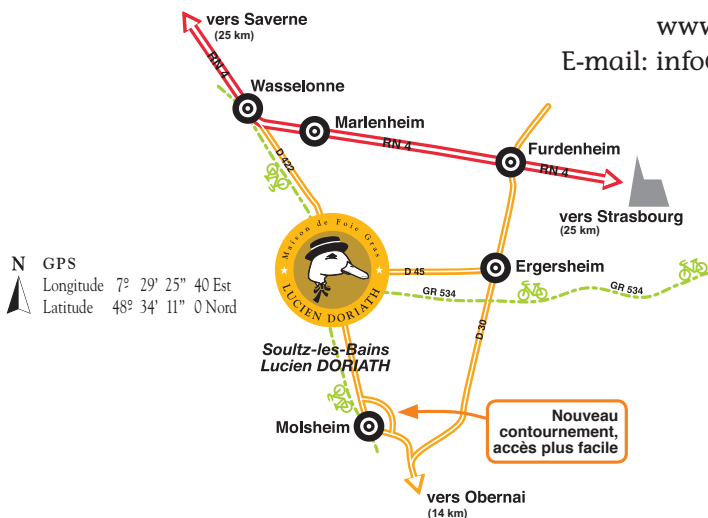 vers Saverne
(25 km)
www
E-mail: info
RN 4
Wasselonne
Marlenheim
RN 4
Furdenheim
RN 4
D 422
vers Strasbourg
(25 km)
Maison de Foie Gras
LUCIEN DORIATH
D 45
Ergersheim
N GPS
Longitude 7º 29' 25" 40 Est
Latitude 48º 34' 11" 0 Nord
GR 534
GR 534
D 30
Soultz-les-Bains
Lucien DORIATH
Molsheim
Nouveau
contournement,
accès plus facile
vers Obernai
(14 km)